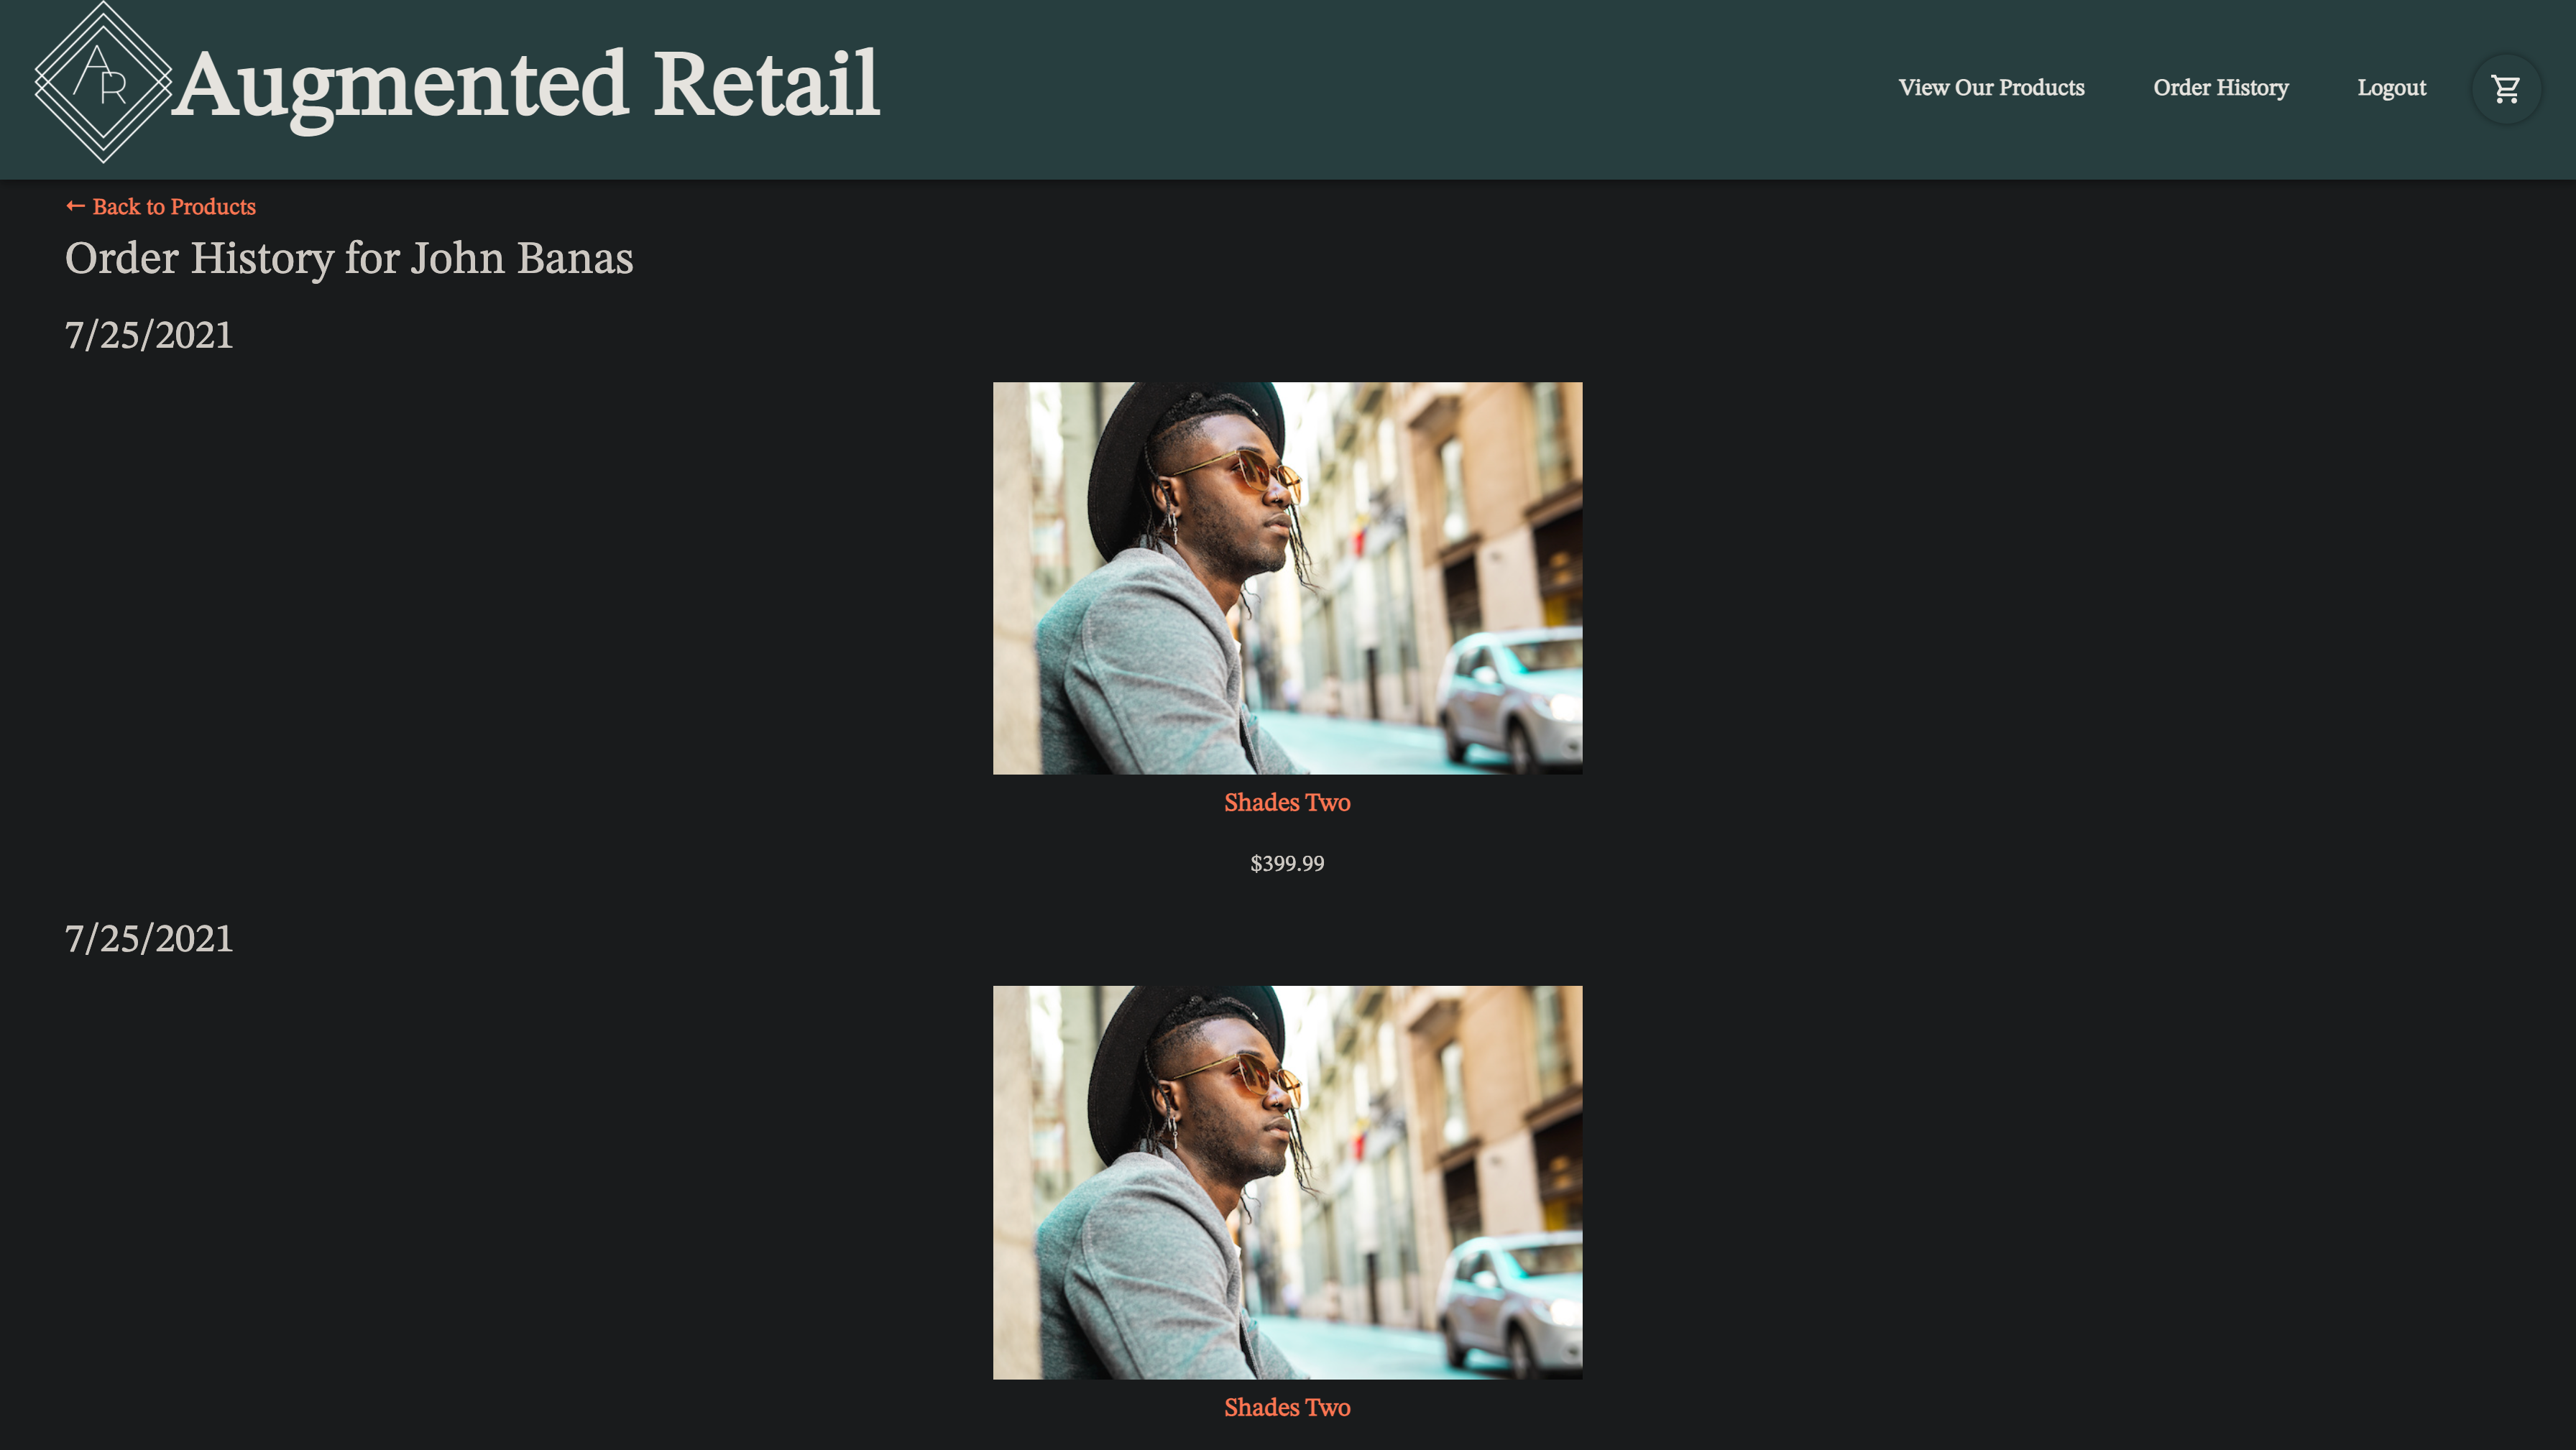 AR
Augmented Retail
View Our Products
Order History
Logout
← Back to Products
Order History for John Banas
7/25/2021
Shades Two
$399.99
7/25/2021
Shades Two